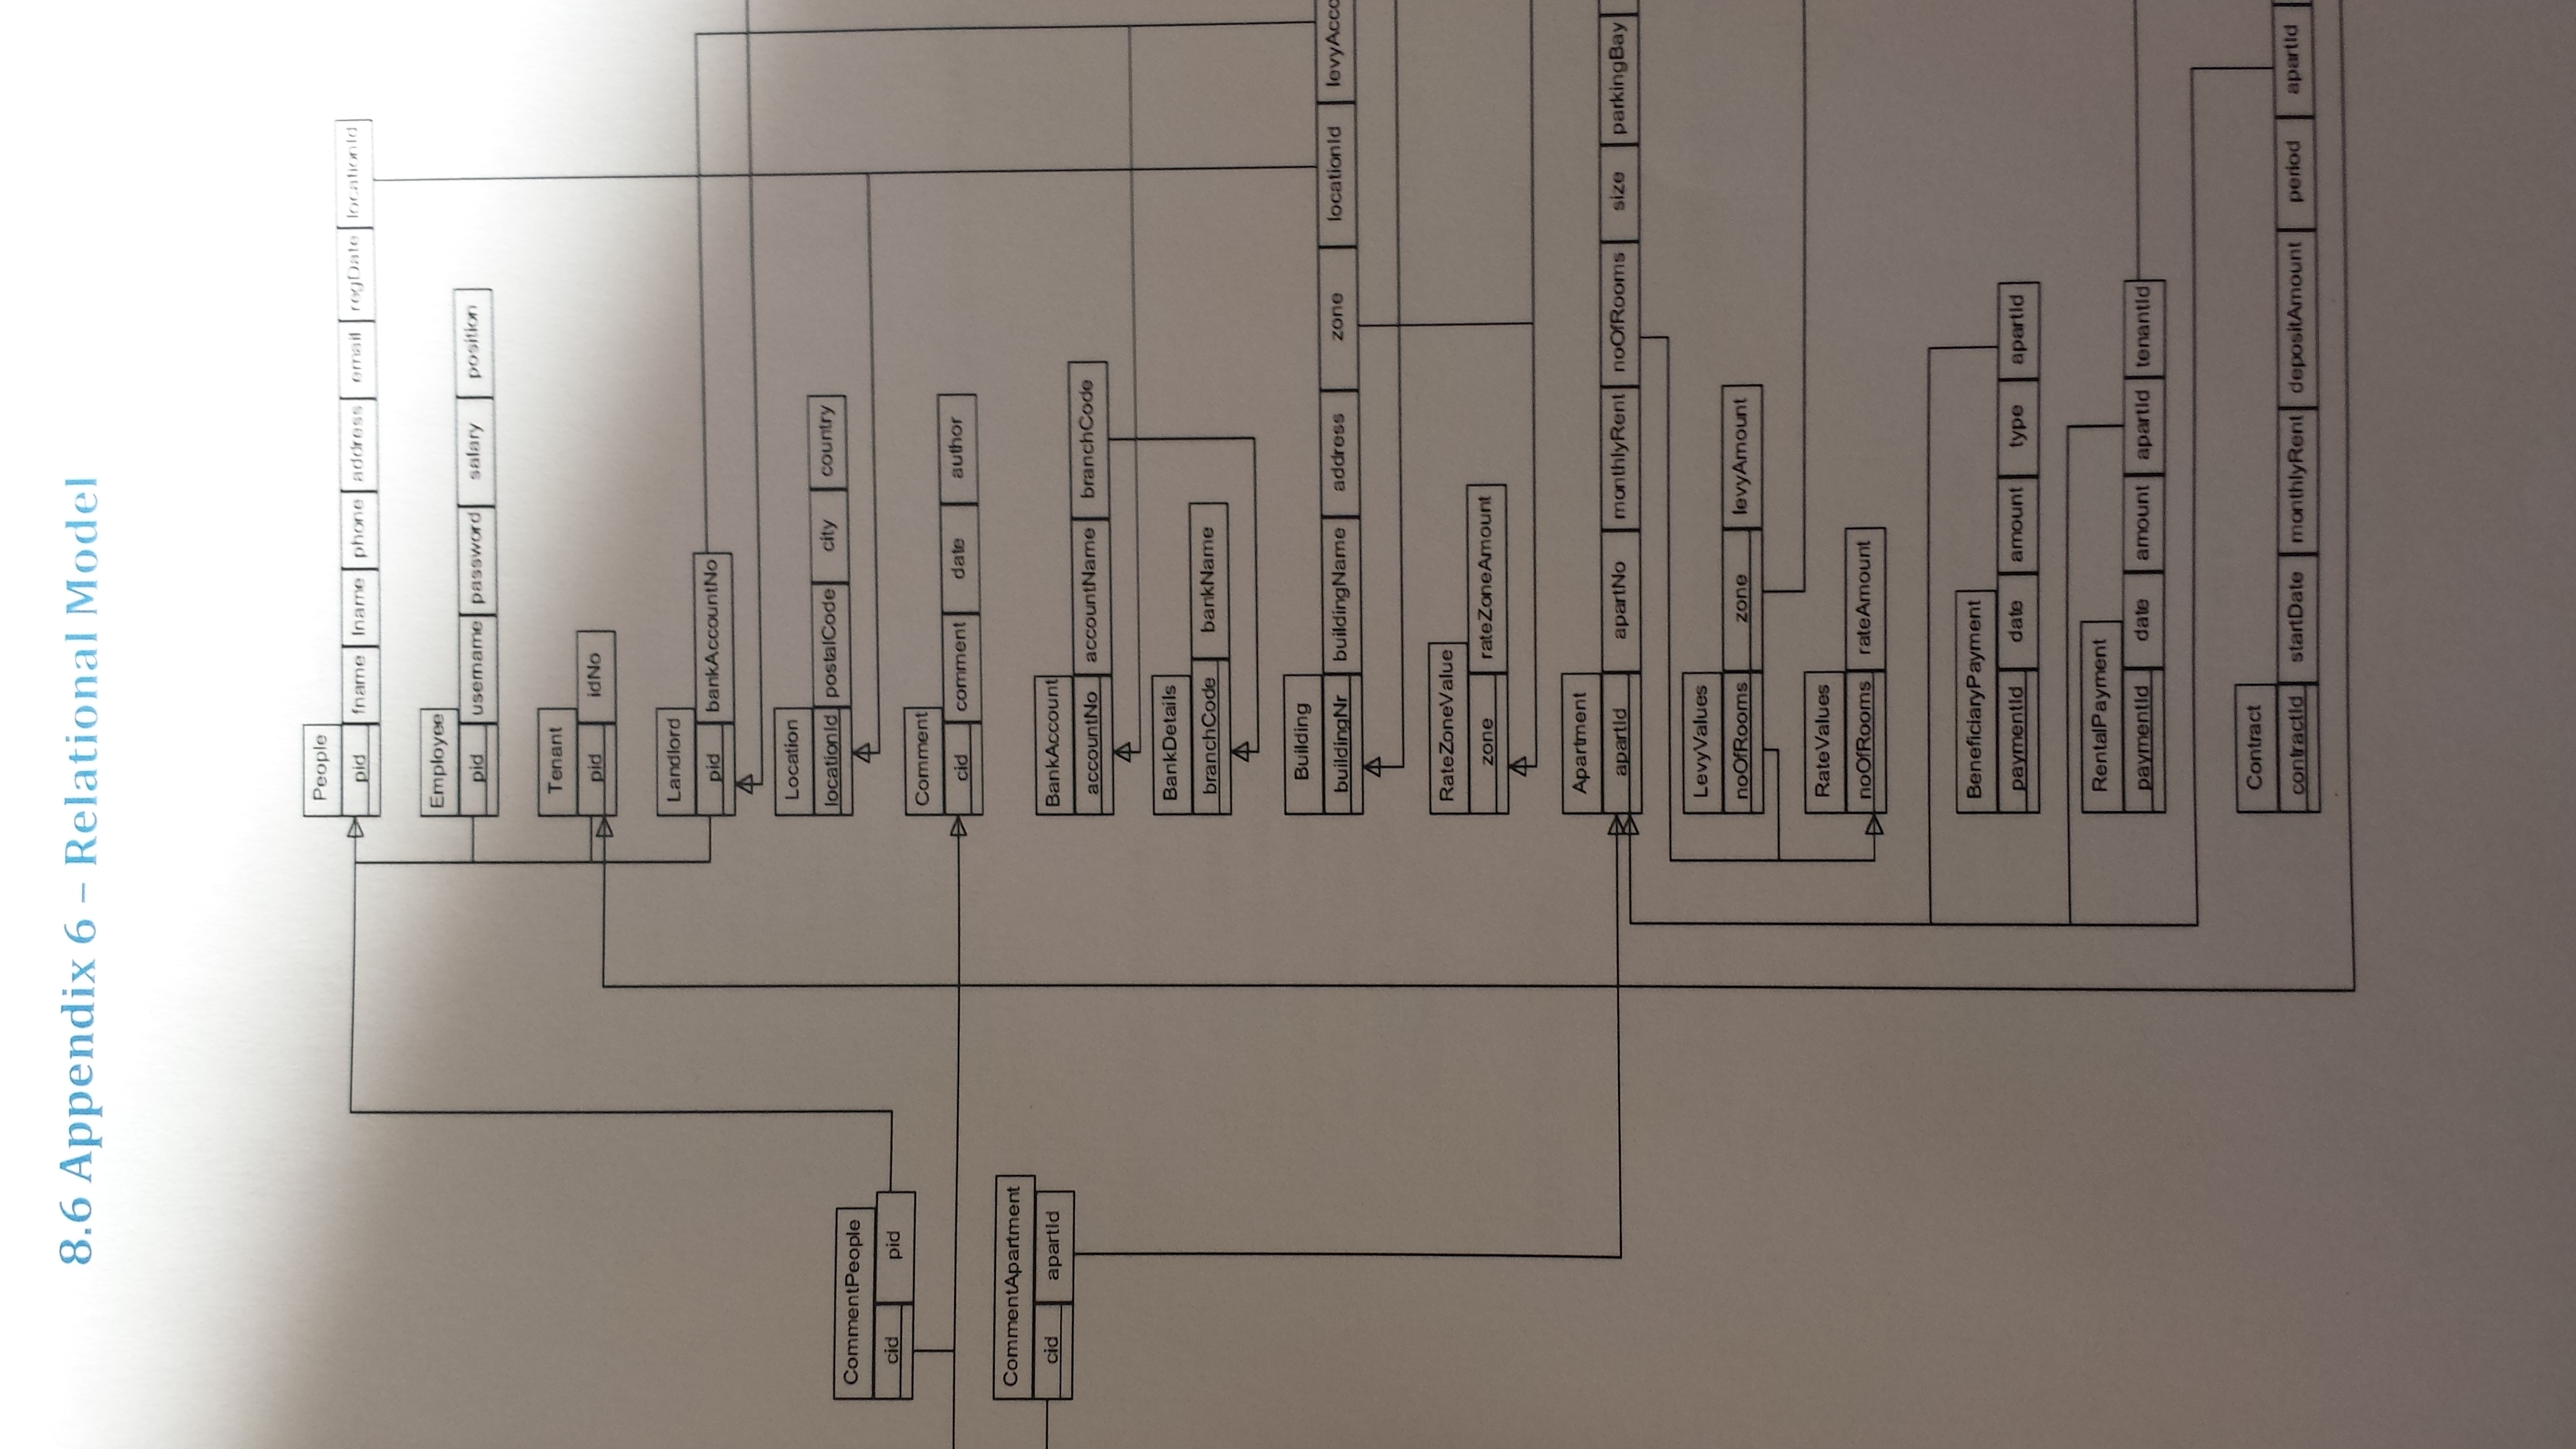 8.6 Appendix 6 – Relational Model
People
pid fname lname phone address email regDate locationId
Employee
pid username password salary position
Tenant
pid idNo
Landlord
pid bankAccountNo
Location
locationId postalCode city country
CommentPeople
cid pid
Comment
cid comment date author
CommentApartment
cid apartId
BankAccount
accountNo accountName branchCode
BankDetails
branchCode bankName
Building
buildingNr buildingName address zone locationId levyAcco
RateZoneValue
zone rateZoneAmount
Apartment
apartId apartNo monthlyRent noOfRooms size parkingBay
LevyValues
noOfRooms zone levyAmount
RateValues
noOfRooms rateAmount
BeneficiaryPayment
paymentId date amount type apartId
RentalPayment
paymentId date amount apartId tenantId
Contract
contractId startDate monthlyRent depositAmount period apartId